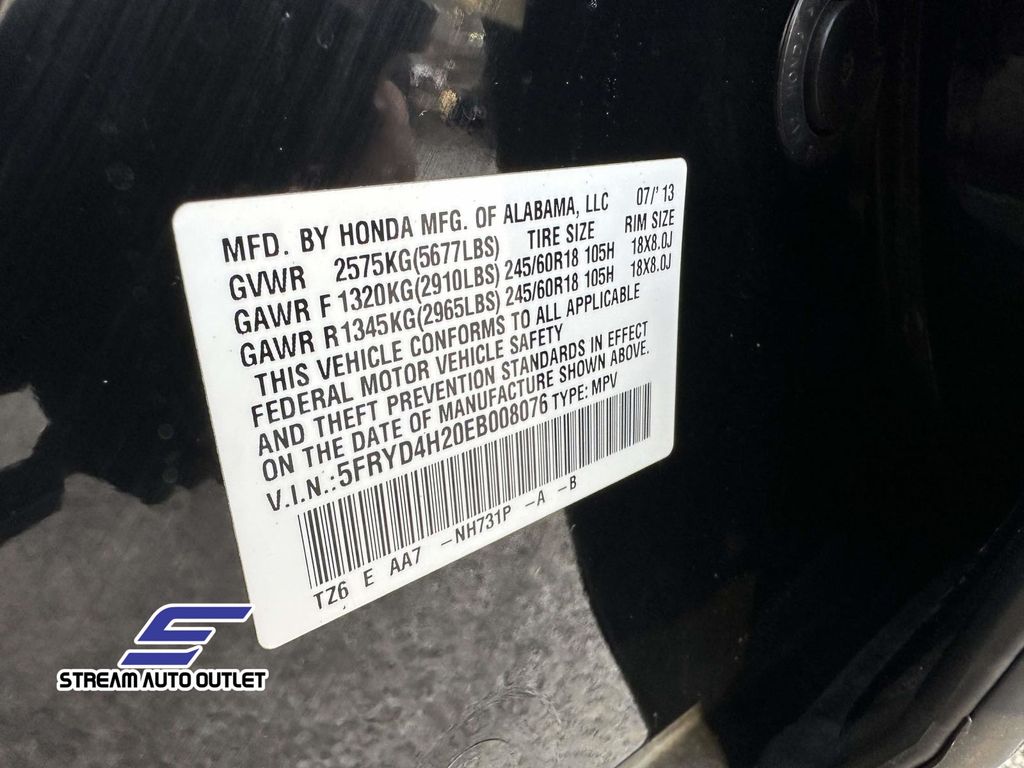 MFD. BY HONDA MFG. OF ALABAMA, LLC 07/'13
GVWR 2575KG(5677LBS) TIRE SIZE RIM SIZE
GAWR F 1320KG(2910LBS) 245/60R18 105H 18X8.0J
GAWR R 1345KG(2965LBS) 245/60R18 105H 18X8.0J
THIS VEHICLE CONFORMS TO ALL APPLICABLE
FEDERAL MOTOR VEHICLE SAFETY
AND THEFT PREVENTION STANDARDS IN EFFECT
ON THE DATE OF MANUFACTURE SHOWN ABOVE.
V.I.N.:5FRYD4H20EB008076 TYPE: MPV
TZ6 E AA7 -NH731P -A -B
STREAM AUTO OUTLET